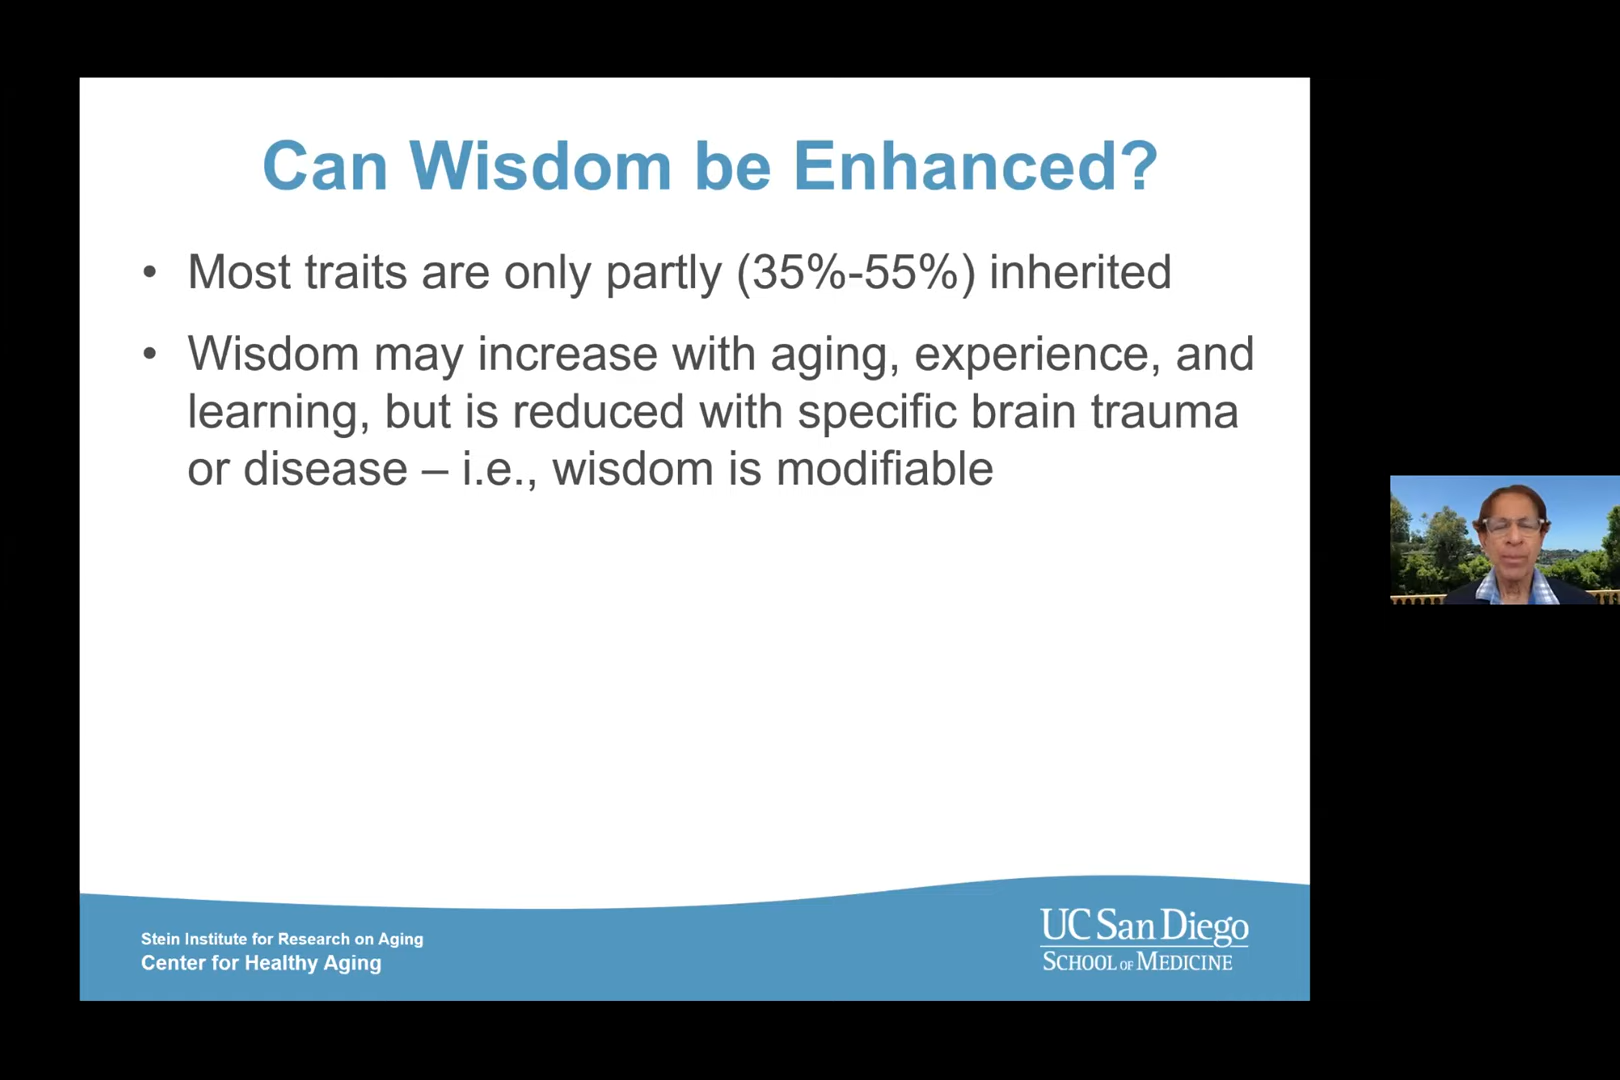 Can Wisdom be Enhanced?
• Most traits are only partly (35%-55%) inherited
• Wisdom may increase with aging, experience, and
learning, but is reduced with specific brain trauma
or disease – i.e., wisdom is modifiable
Stein Institute for Research on Aging
Center for Healthy Aging
UC San Diego
SCHOOL OF MEDICINE